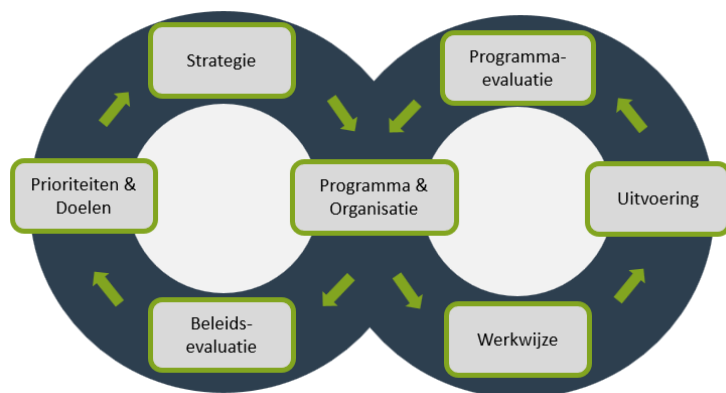 Strategie
Programma-
evaluatie
Prioriteiten &
Doelen
Programma &
Organisatie
Uitvoering
Beleids-
evaluatie
Werkwijze